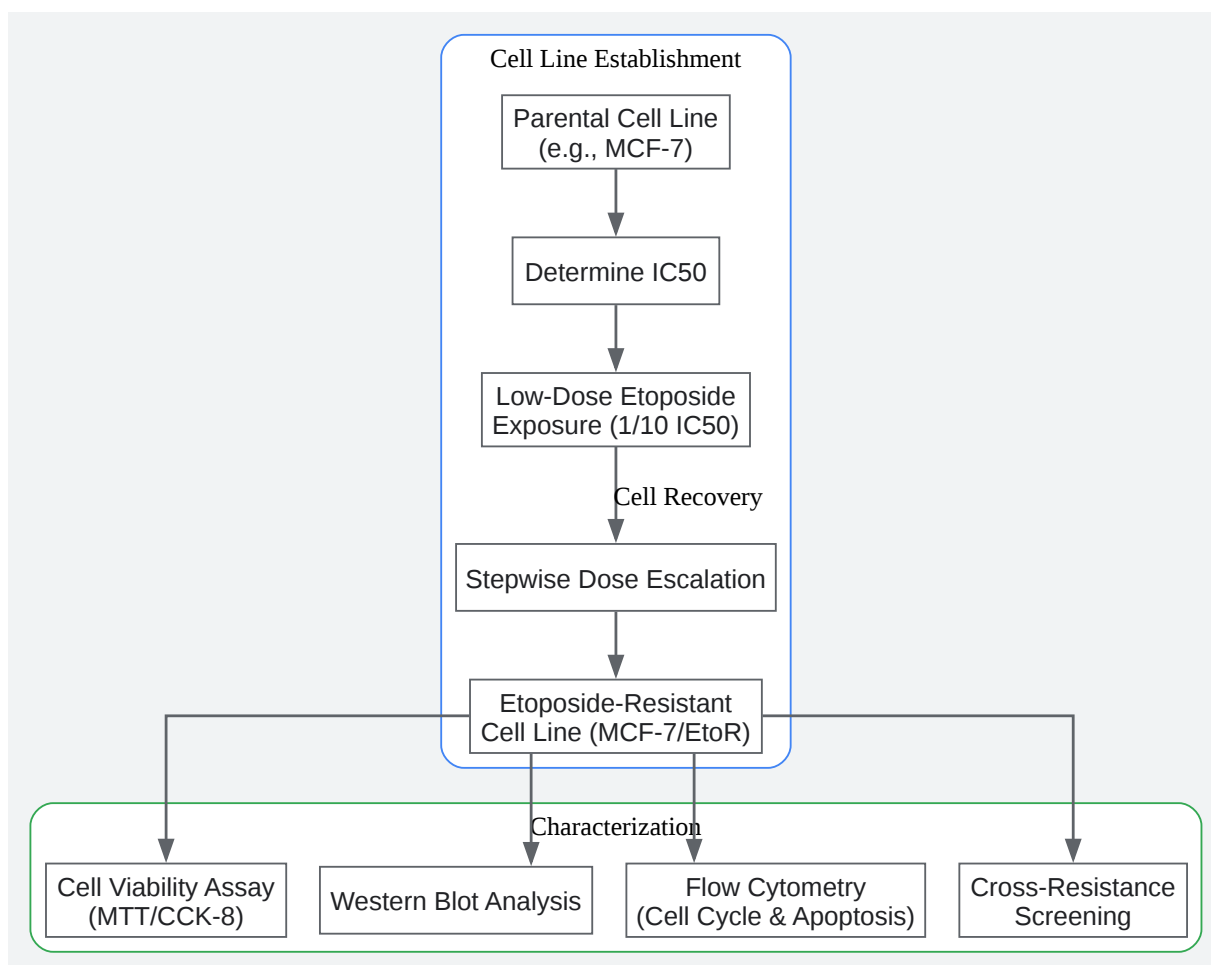 Cell Line Establishment
Parental Cell Line
(e.g., MCF-7)
Determine IC50
Low-Dose Etoposide
Exposure (1/10 IC50)
Cell Recovery
Stepwise Dose Escalation
Etoposide-Resistant
Cell Line (MCF-7/EtoR)
Characterization
Cell Viability Assay
(MTT/CCK-8)
Western Blot Analysis
Flow Cytometry
(Cell Cycle & Apoptosis)
Cross-Resistance
Screening